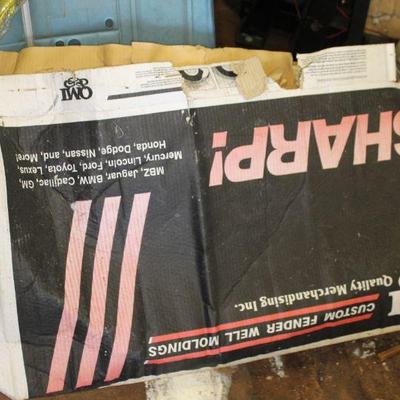 CUSTOM FENDER WELL MOLDINGS
Quality Merchandising Inc.
SHARP!
MBZ, Jaguar, BMW, Cadillac, GM,
Mercury, Lincoln, Ford, Toyota, Lexus,
Honda, Dodge, Nissan, and, More!
QMI